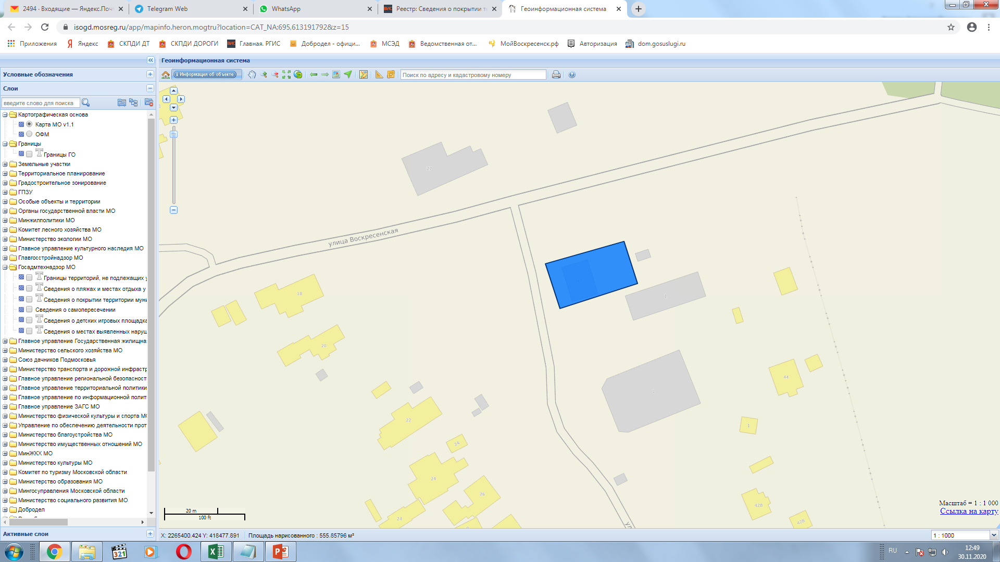 2494 · Входящие — Яндекс.Поч
Telegram Web
WhatsApp
Реестр: Сведения о покрытии т
Геоинформационная система
isogd.mosreg.ru/app/mapinfo.heron.mogtru?location=CAT_NA:695,613191792&z=15
Приложения
Яндекс
СКПДИ ДТ
СКПДИ ДОРОГИ
Главная. РГИС
Добродел - офици...
МСЭД
Ведомственная от...
МойВоскресенск.рф
Авторизация
dom.gosuslugi.ru
Геоинформационная система
Условные обозначения
Информация об объекте
Поиск по адресу и кадастровому номеру
Слои
введите слово для поиска
Картографическая основа
Карта МО v1.1
ОФМ
Границы
Границы ГО
Земельные участки
Территориальное планирование
Градостроительное зонирование
ГПЗУ
Особые объекты и территории
Органы государственной власти МО
Минжилполитики МО
Комитет лесного хозяйства МО
Министерство экологии МО
Главное управление культурного наследия МО
Главгосстройнадзор МО
Госадмтехнадзор МО
Границы территорий, не подлежащих у
Сведения о пляжах и местах отдыха у
Сведения о покрытии территории муни
Сведения о самопересечении
Сведения о детских игровых площадка
Сведения о местах выявленных наруш
Главное управление Государственная жилищна
Министерство сельского хозяйства МО
Союз дачников Подмосковья
Министерство транспорта и дорожной инфрастр
Главное управление региональной безопасност
Главное управление территориальной политики
Главное управление по информационной полит
Главное управление ЗАГС МО
Министерство физической культуры и спорта МО
Управление по обеспечению деятельности прот
Министерство благоустройства МО
Министерство имущественных отношений МО
МинЖКХ МО
Министерство культуры МО
Комитет по туризму Московской области
Министерство образования МО
Мингосуправления Московской области
Министерство социального развития МО
Добродел
Активные слои
27
улица Воскресенская
18
20
22
24
24
24
26
1
44
1
42В
42В
20 m
100 ft
Масштаб = 1 : 1 000
Ссылка на карту
X: 2265400.424 Y: 418477.891
Площадь нарисованного : 555.85796 м²
1 : 1000
321
RU
12:49
30.11.2020